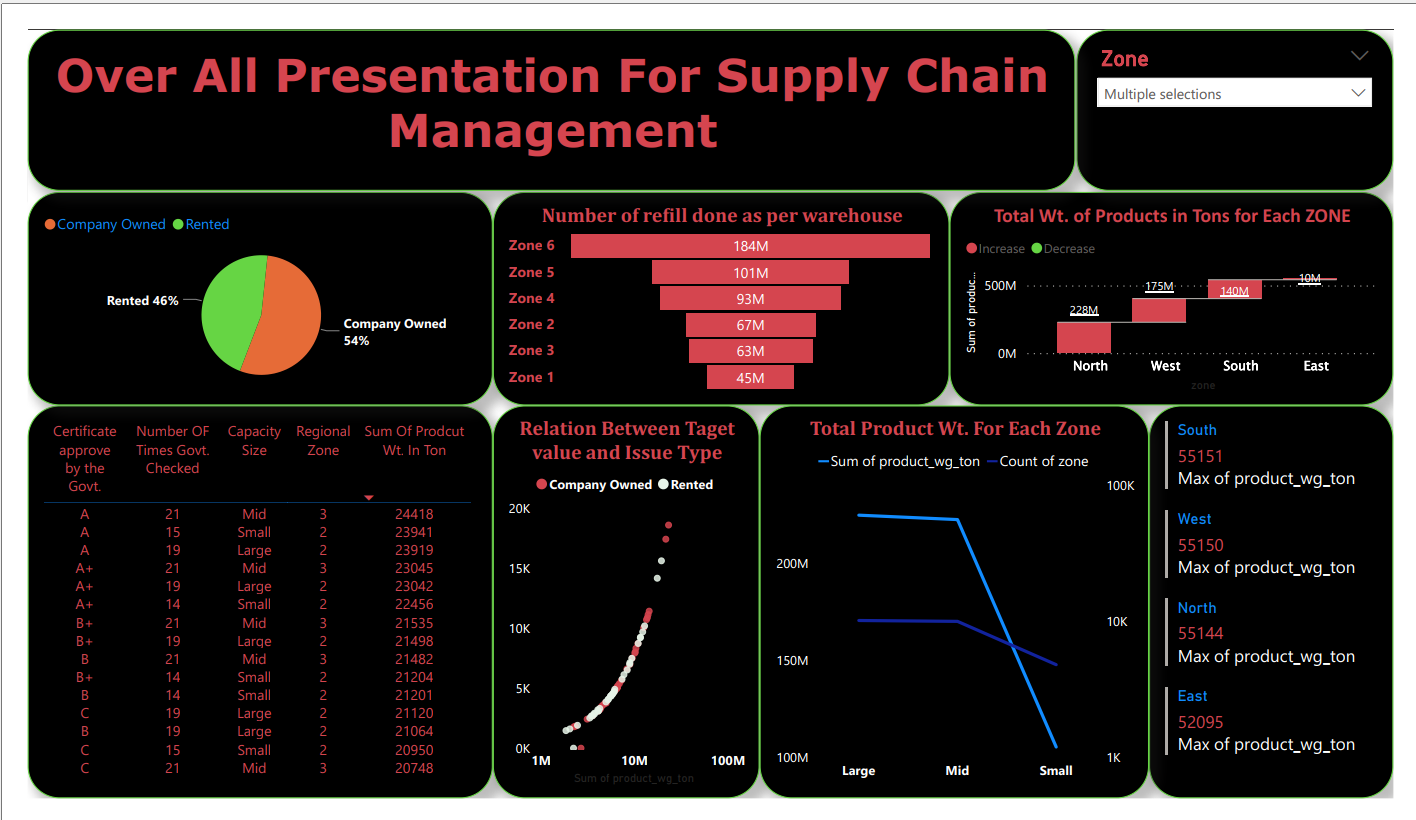 Over All Presentation For Supply Chain
Management
Zone
Multiple selections
Company Owned Rented
Rented 46%
Company Owned
54%
Number of refill done as per warehouse
Zone 6 184M
Zone 5 101M
Zone 4 93M
Zone 2 67M
Zone 3 63M
Zone 1 45M
Total Wt. of Products in Tons for Each ZONE
Increase Decrease
Sum of produc...
500M
0M
228M
175M
140M
10M
North West South East
zone
Certificate
approve
by the
Govt.
Number OF
Times Govt.
Checked
Capacity
Size
Regional
Zone
Sum Of Prodcut
Wt. In Ton
A 21 Mid 3 24418
A 15 Small 2 23941
A 19 Large 2 23919
A+ 21 Mid 3 23045
A+ 19 Large 2 23042
A+ 14 Small 2 22456
B+ 21 Mid 3 21535
B+ 19 Large 2 21498
B 21 Mid 3 21482
B+ 14 Small 2 21204
B 14 Small 2 21201
C 19 Large 2 21120
B 19 Large 2 21064
C 15 Small 2 20950
C 21 Mid 3 20748
Relation Between Taget
value and Issue Type
Company Owned Rented
20K
15K
10K
5K
0K
1M 10M 100M
Sum of product_wg_ton
Total Product Wt. For Each Zone
Sum of product_wg_ton Count of zone
200M
150M
100M
100K
10K
1K
Large Mid Small
South
55151
Max of product_wg_ton
West
55150
Max of product_wg_ton
North
55144
Max of product_wg_ton
East
52095
Max of product_wg_ton